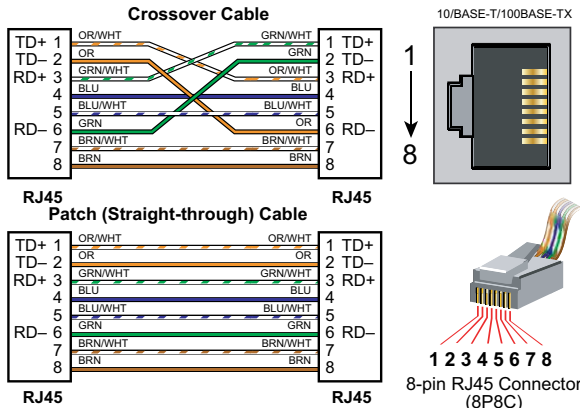 Crossover Cable
TD+ 1 OR/WHT GRN/WHT 1 TD+
TD– 2 OR GRN 2 TD–
RD+ 3 GRN/WHT OR/WHT 3 RD+
4 BLU BLU 4
5 BLU/WHT BLU/WHT 5
RD– 6 GRN OR 6 RD–
7 BRN/WHT BRN/WHT 7
8 BRN BRN 8
RJ45 RJ45
10/BASE-T/100BASE-TX
1
8
Patch (Straight-through) Cable
TD+ 1 OR/WHT OR/WHT 1 TD+
TD– 2 OR OR 2 TD–
RD+ 3 GRN/WHT GRN/WHT 3 RD+
4 BLU BLU 4
5 BLU/WHT BLU/WHT 5
RD– 6 GRN GRN 6 RD–
7 BRN/WHT BRN/WHT 7
8 BRN BRN 8
RJ45 RJ45
1 2 3 4 5 6 7 8
8-pin RJ45 Connector
(8P8C)